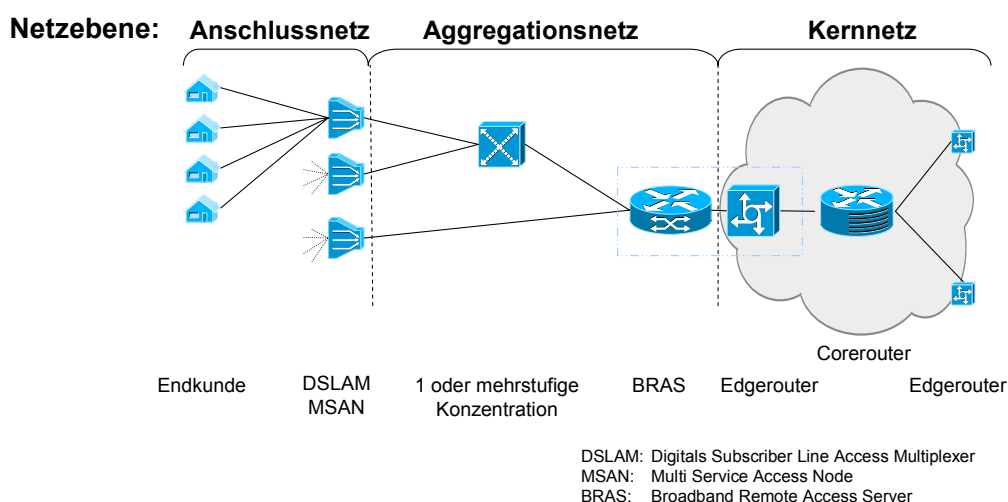 Netzebene: Anschlussnetz Aggregationsnetz Kernnetz
Corerouter
Endkunde DSLAM 1 oder mehrstufige BRAS Edgerouter Edgerouter
MSAN Konzentration
DSLAM: Digitals Subscriber Line Access Multiplexer
MSAN: Multi Service Access Node
BRAS: Broadband Remote Access Server